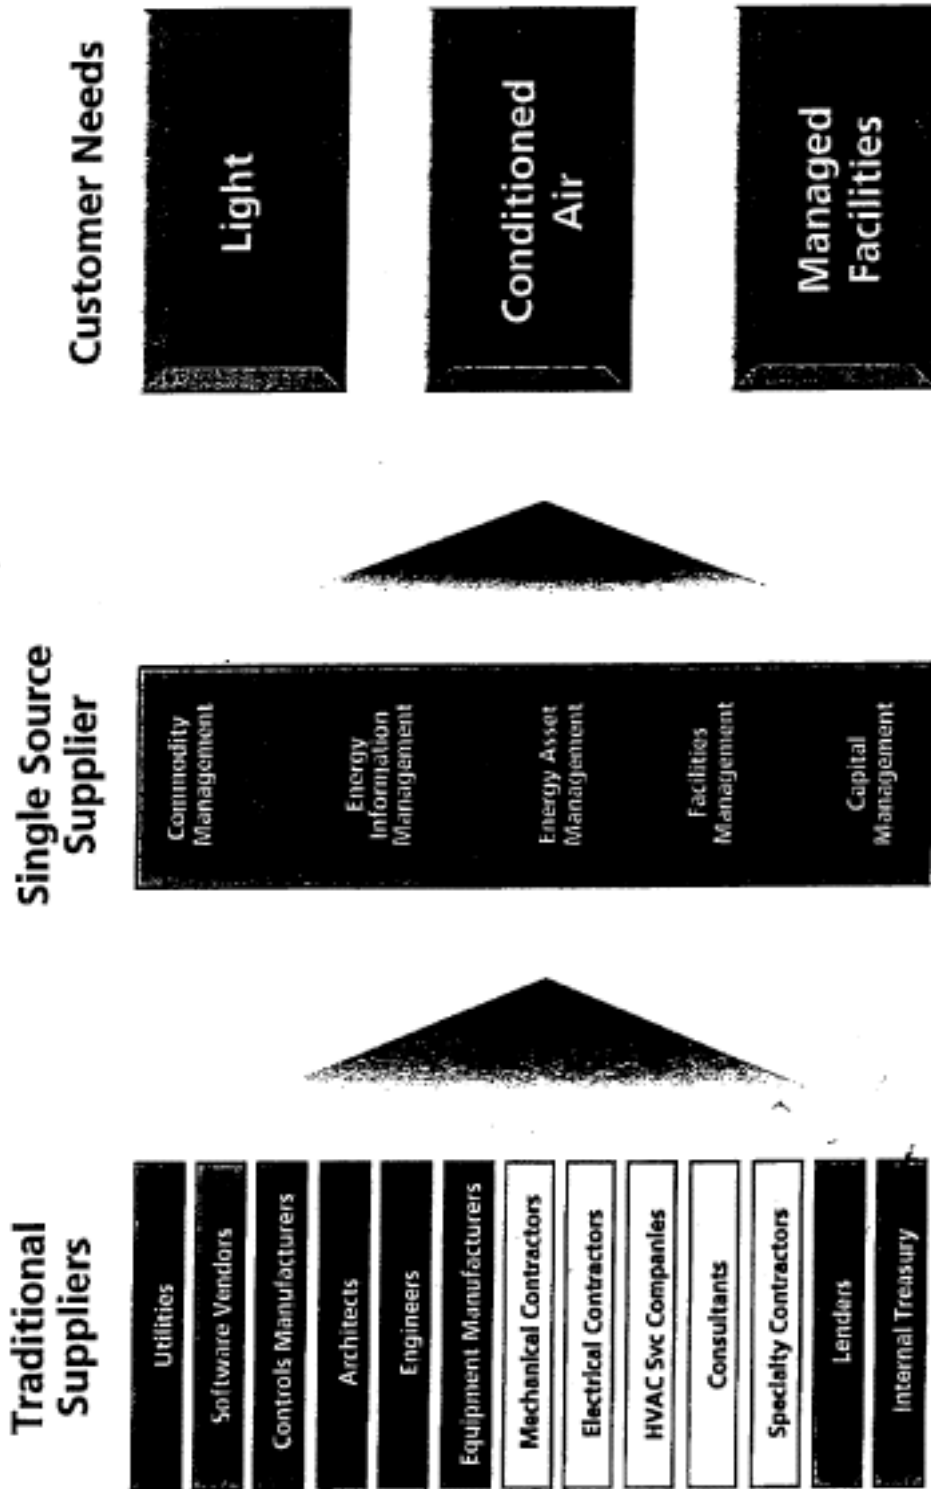 Traditional
Suppliers
Utilities
Software Vendors
Controls Manufacturers
Architects
Engineers
Equipment Manufacturers
Mechanical Contractors
Electrical Contractors
HVAC Svc Companies
Consultants
Specialty Contractors
Lenders
Internal Treasury
Single Source
Supplier
Commodity
Management
Energy
Information
Management
Energy Asset
Management
Facilities
Management
Capital
Management
Customer Needs
Light
Conditioned
Air
Managed
Facilities